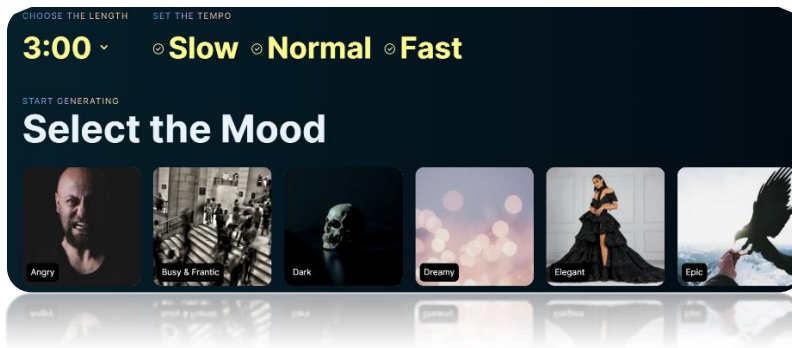 CHOOSE THE LENGTH
SET THE TEMPO
3:00
Slow Normal Fast
START GENERATING
Select the Mood
Angry
Busy & Frantic
Dark
Dreamy
Elegant
Epic